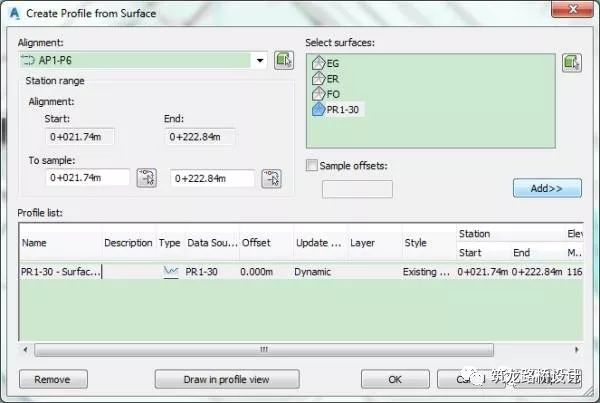 Create Profile from Surface
Alignment:
AP1-P6
Select surfaces:
EG
ER
FO
PR1-30
Station range
Alignment:
Start:
End:
0+021.74m
0+222.84m
To sample:
0+021.74m
0+222.84m
Sample offsets:
Add>>
Profile list:
Name
Description
Type
Data Sou...
Offset
Update ...
Layer
Style
Station
Start
End
Elev
M...
PR1-30 - Surfac...
PR1-30
0.000m
Dynamic
Existing ...
0+021.74m
0+222.84m
116
Remove
Draw in profile view
OK
筑龙路桥设计